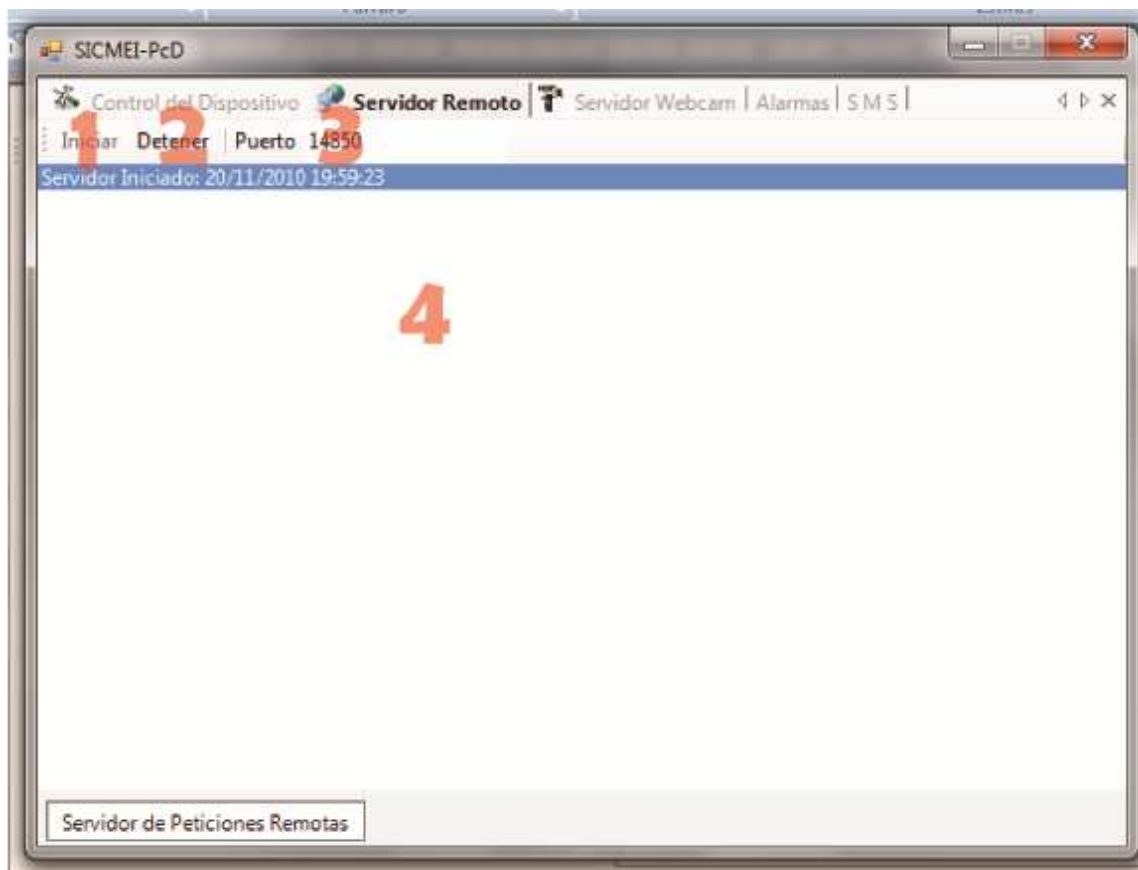 SICMEI-PcD
Control del Dispositivo Servidor Remoto Servidor Webcam Alarmas S M S
Iniciar Detener Puerto 14850
1 2 3
Servidor Iniciado: 20/11/2010 19:59:23
4
Servidor de Peticiones Remotas